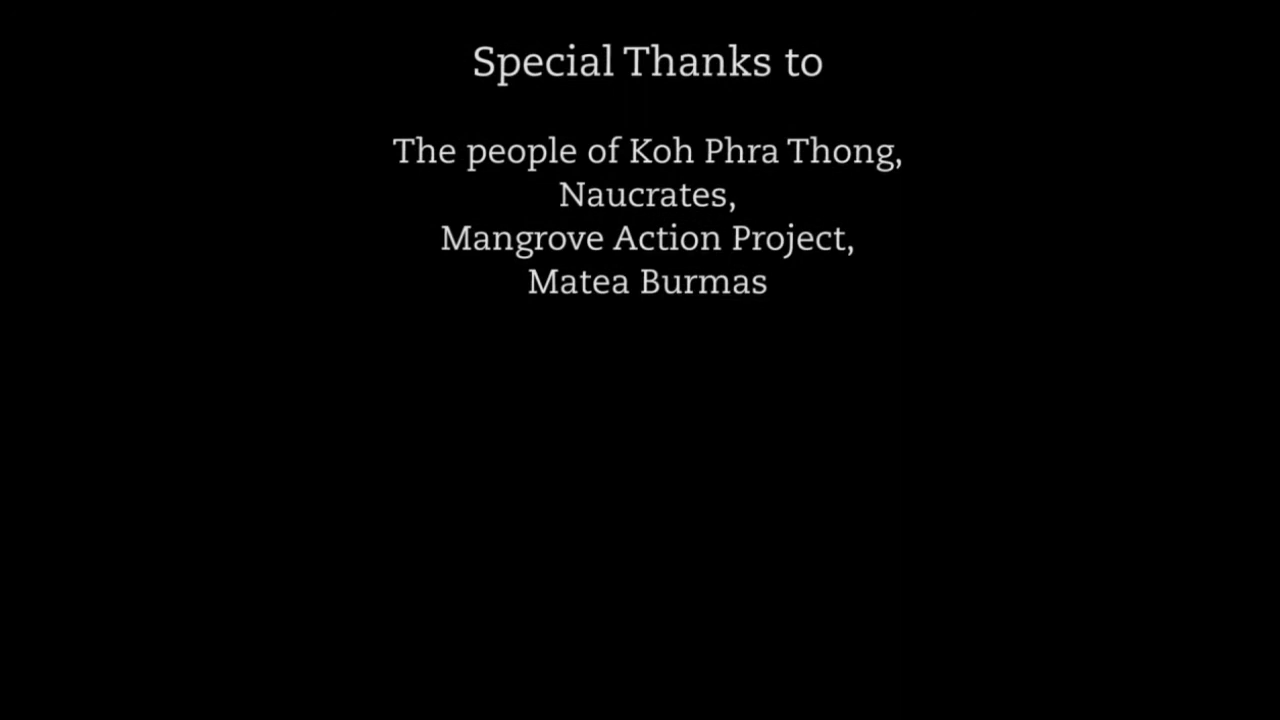 Special Thanks to
The people of Koh Phra Thong,
Naucrates,
Mangrove Action Project,
Matea Burmas